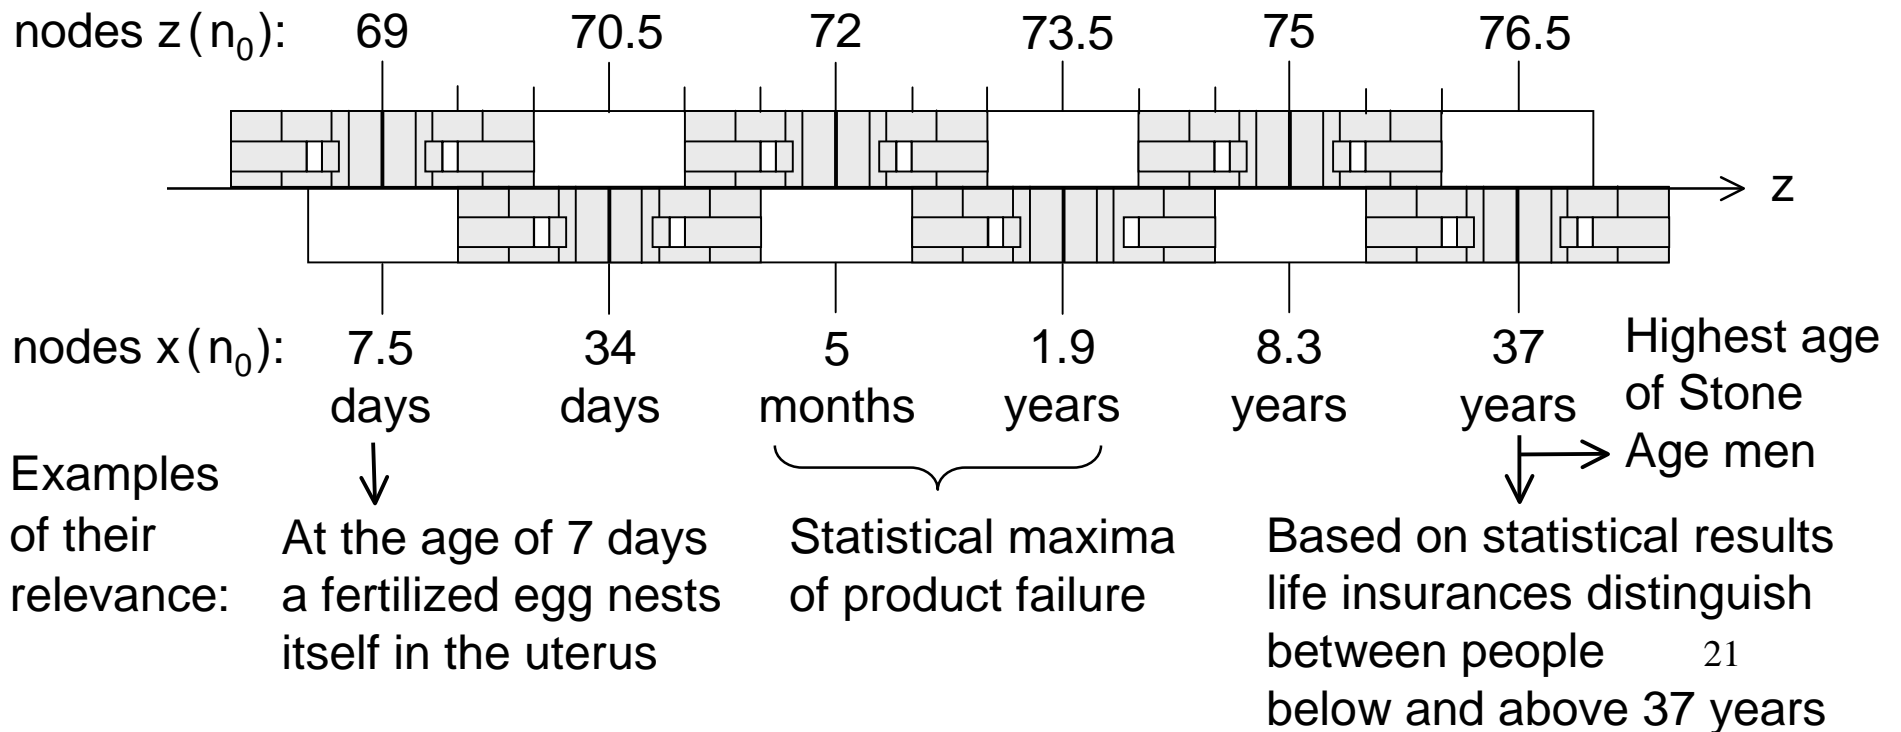 nodes z(n₀): 69 70.5 72 73.5 75 76.5
z
nodes x(n₀): 7.5 34 5 1.9 8.3 37
days days months years years years
Highest age
of Stone
Age men
Examples
of their
relevance:
At the age of 7 days
a fertilized egg nests
itself in the uterus
Statistical maxima
of product failure
Based on statistical results
life insurances distinguish
between people 21
below and above 37 years